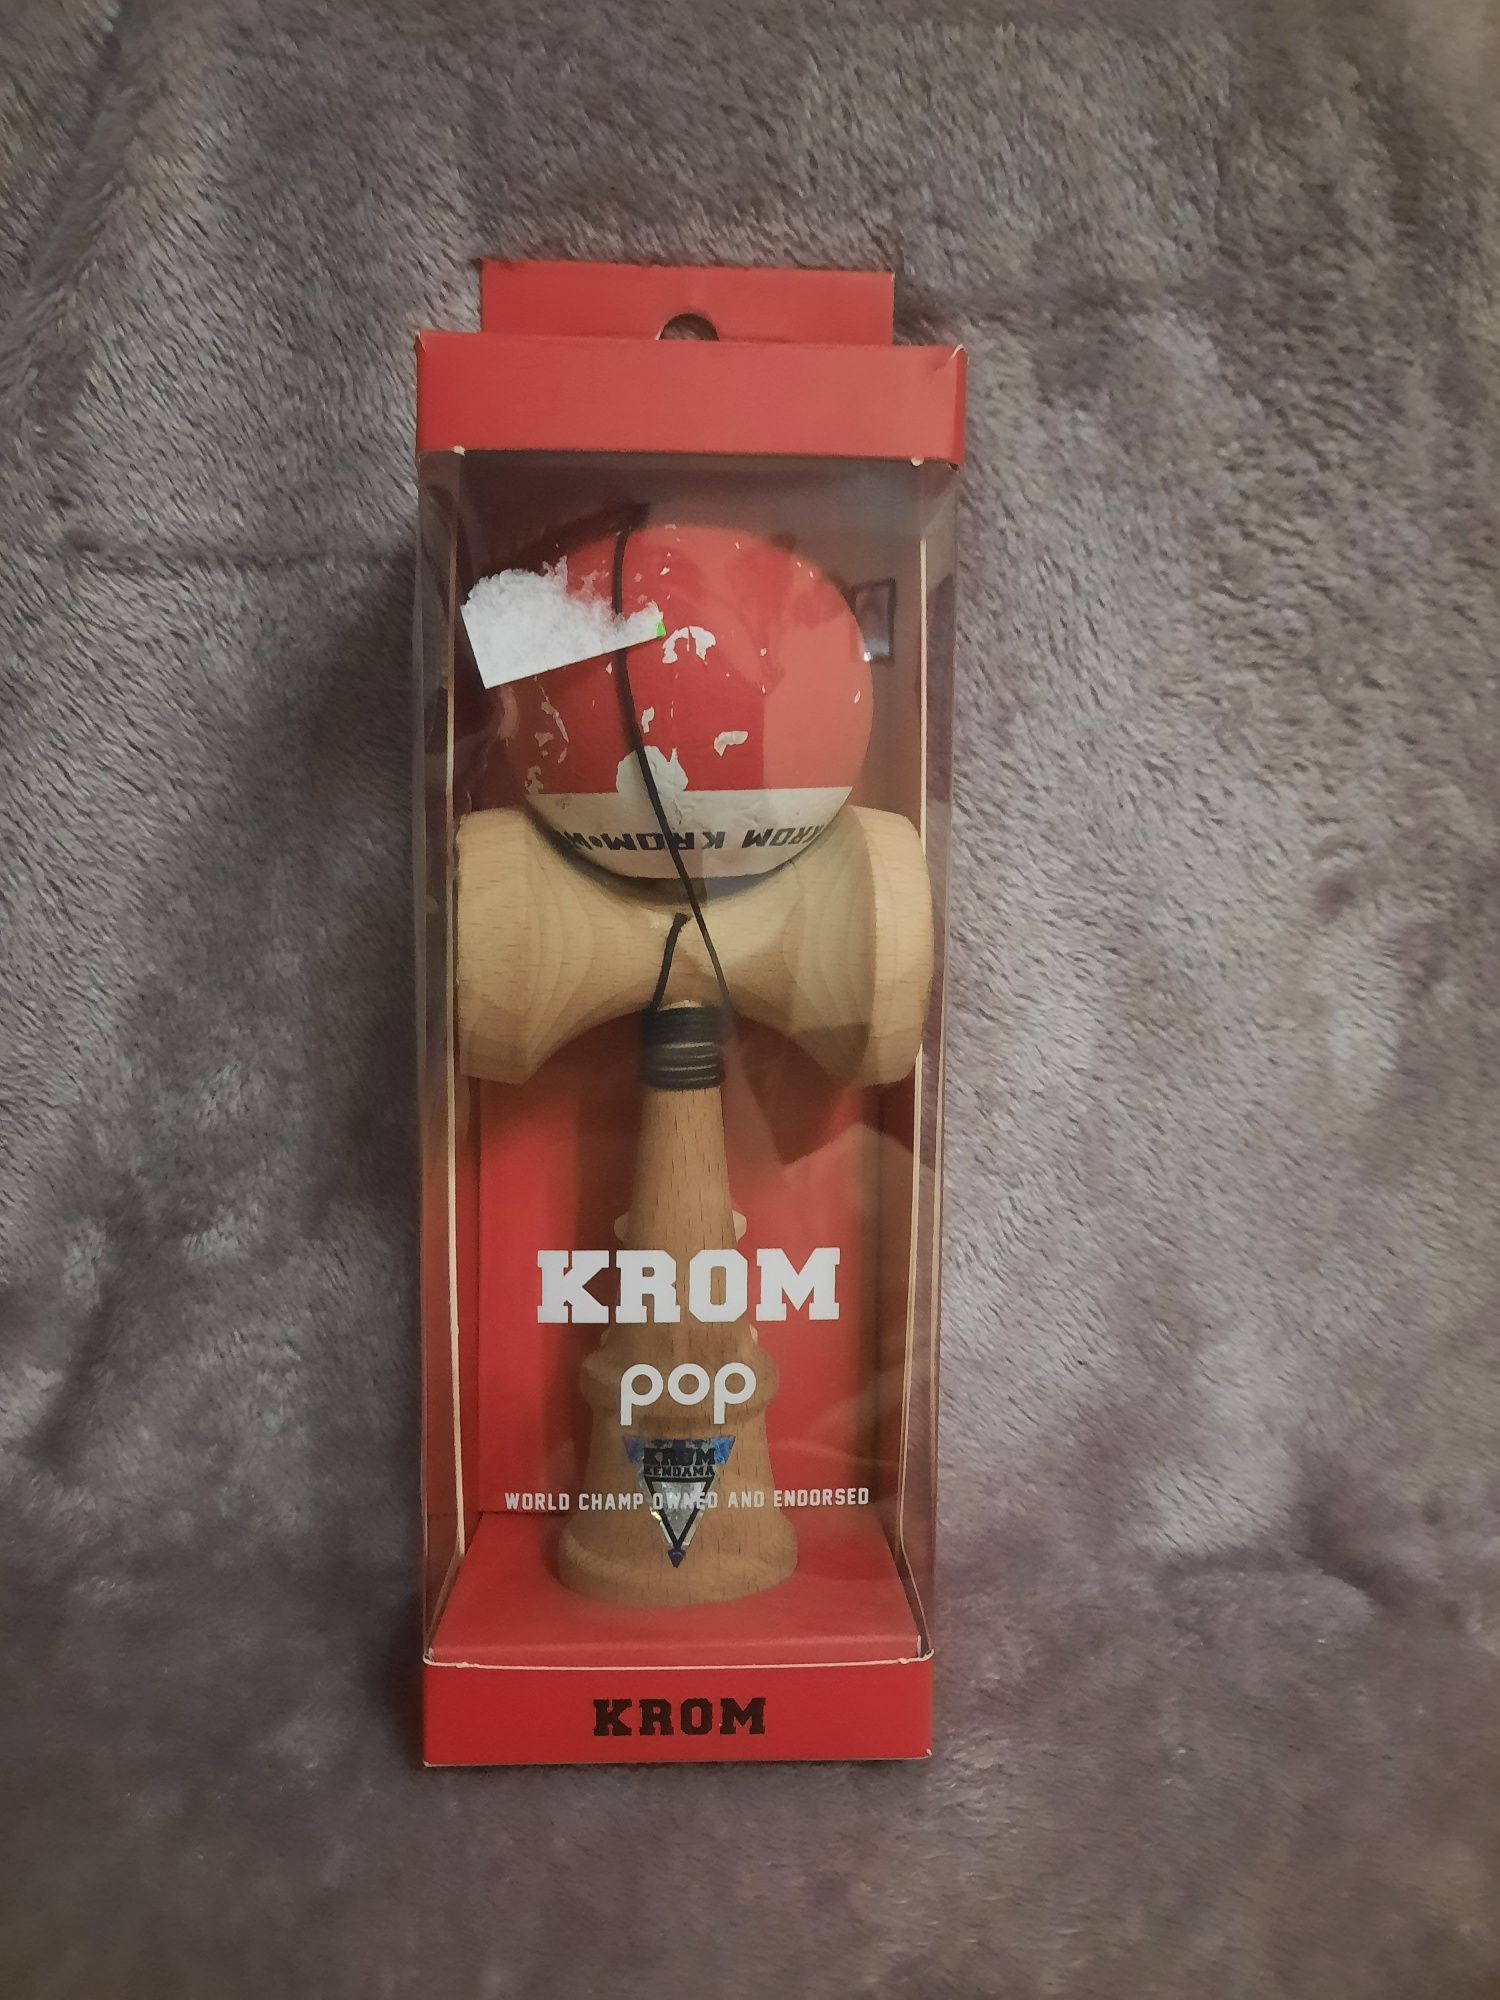 KROM KROM
KROM
pop
KROM
KENDAMA
WORLD CHAMP OWNED AND ENDORSED
KROM